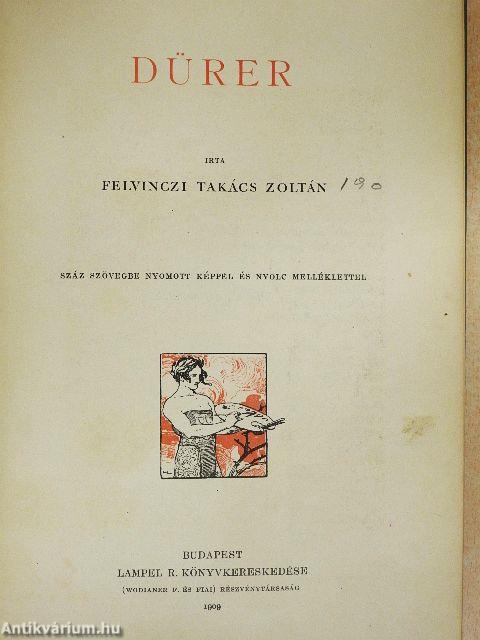 DÜRER
IRTA
FELVINCZI TAKÁCS ZOLTÁN 190
SZÁZ SZÖVEGBE NYOMOTT KÉPPEL ÉS NYOLC MELLÉKLETTEL
BUDAPEST
LAMPEL R. KÖNYVKERESKEDÉSE
(WODIANER F. ÉS FIAI) RÉSZVÉNYTÁRSASÁG
1909
Antikvárium.hu